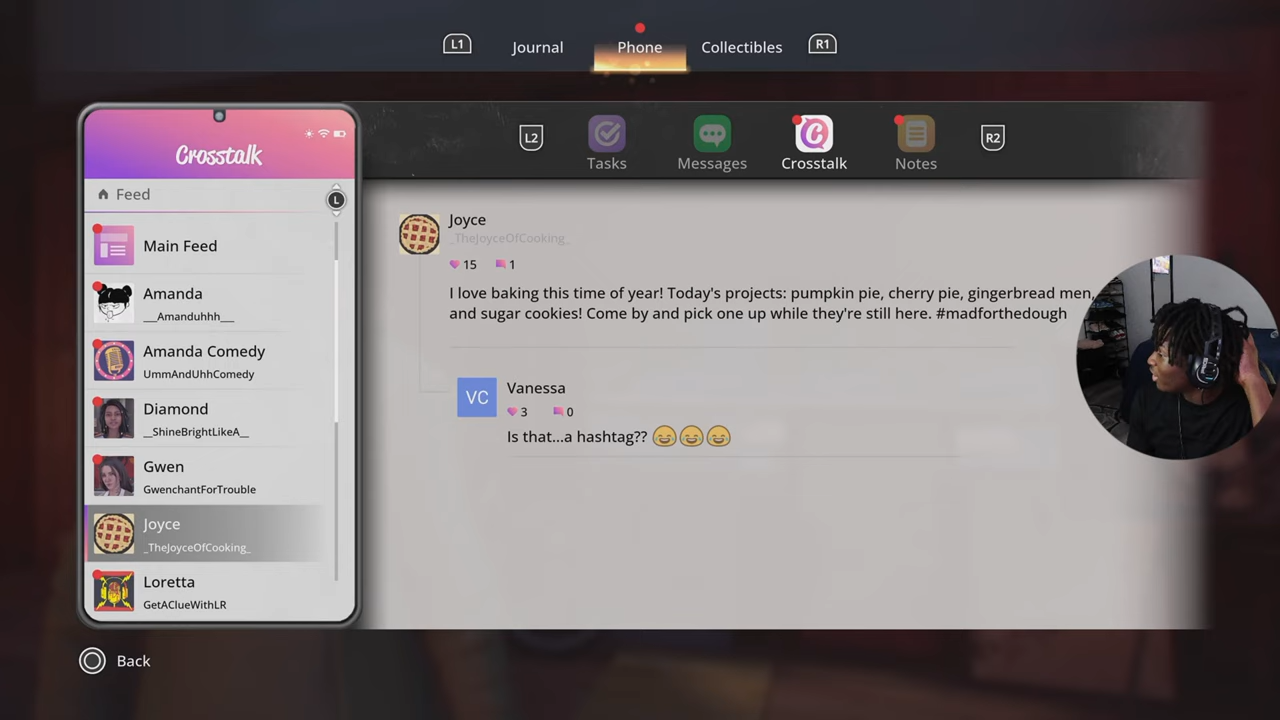 L1
Journal
Phone
Collectibles
R1
Crosstalk
Feed
L
Main Feed
Amanda
___Amanduhhh___
Amanda Comedy
UmmAndUhhComedy
Diamond
__ShineBrightLikeA__
Gwen
GwenchantForTrouble
Joyce
_TheJoyceOfCooking_
Loretta
GetAClueWithLR
L2
Tasks
Messages
Crosstalk
Notes
R2
Joyce
_TheJoyceOfCooking_
15 1
I love baking this time of year! Today's projects: pumpkin pie, cherry pie, gingerbread men,
and sugar cookies! Come by and pick one up while they're still here. #madforthedough
VC
Vanessa
3 0
Is that...a hashtag?? 😄😄😄
Back